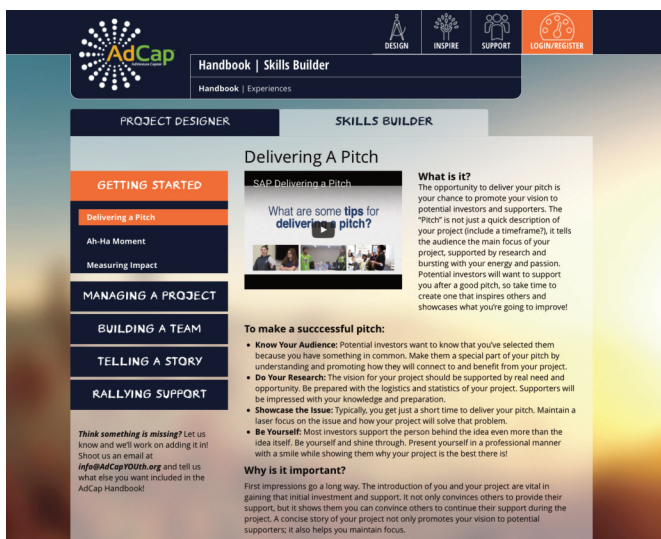 AdCap
Adventure Capital
DESIGN
INSPIRE
SUPPORT
LOGIN/REGISTER
Handbook | Skills Builder
Handbook | Experiences
PROJECT DESIGNER
SKILLS BUILDER
GETTING STARTED
Delivering a Pitch
Ah-Ha Moment
Measuring Impact
MANAGING A PROJECT
BUILDING A TEAM
TELLING A STORY
RALLYING SUPPORT
Think something is missing? Let us
know and we'll work on adding it in!
Shoot us an email at
info@AdCapYOUth.org and tell us
what else you want included in the
AdCap Handbook!
Delivering A Pitch
SAP Delivering a Pitch
What are some tips for
delivering a pitch?
What is it?
The opportunity to deliver your pitch is
your chance to promote your vision to
potential investors and supporters. The
"Pitch" is not just a quick description of
your project (include a timeframe?), it tells
the audience the main focus of your
project, supported by research and
bursting with your energy and passion.
Potential investors will want to support
you after a good pitch, so take time to
create one that inspires others and
showcases what you're going to improve!
To make a succcessful pitch:
• Know Your Audience: Potential investors want to know that you've selected them
because you have something in common. Make them a special part of your pitch by
understanding and promoting how they will connect to and benefit from your project.
• Do Your Research: The vision for your project should be supported by real need and
opportunity. Be prepared with the logistics and statistics of your project. Supporters will
be impressed with your knowledge and preparation.
• Showcase the Issue: Typically, you get just a short time to deliver your pitch. Maintain a
laser focus on the issue and how your project will solve that problem.
• Be Yourself: Most investors support the person behind the idea even more than the
idea itself. Be yourself and shine through. Present yourself in a professional manner
with a smile while showing them why your project is the best there is!
Why is it important?
First impressions go a long way. The introduction of you and your project are vital in
gaining that initial investment and support. It not only convinces others to provide their
support, but it shows them you can convince others to continue their support during the
project. A concise story of your project not only promotes your vision to potential
supporters; it also helps you maintain focus.